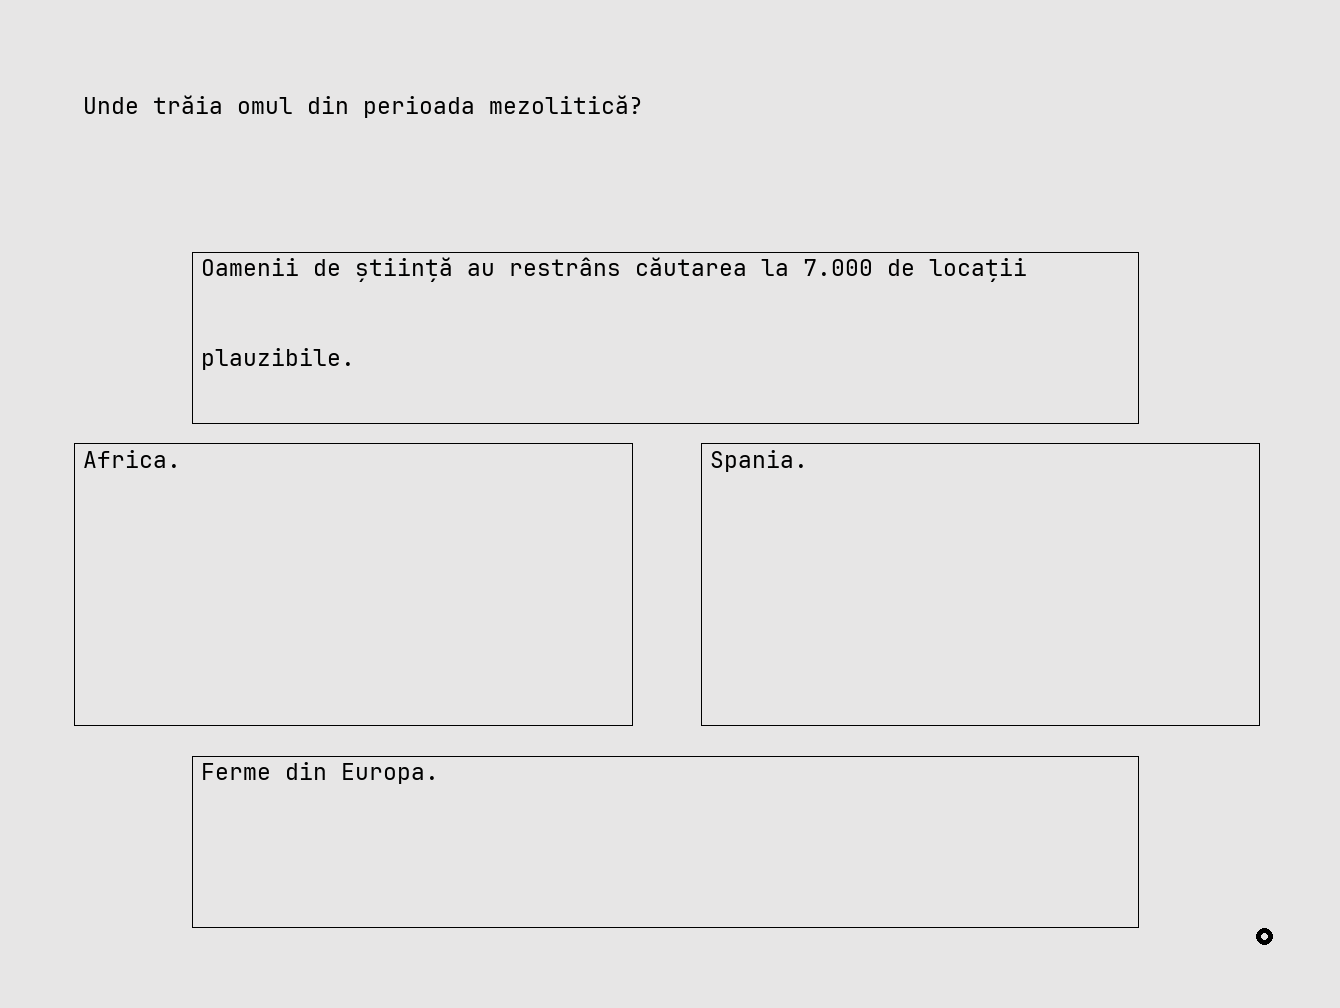 Unde trăia omul din perioada mezolitică?
Oamenii de știință au restrâns căutarea la 7.000 de locații
plauzibile.
Africa.
Spania.
Ferme din Europa.